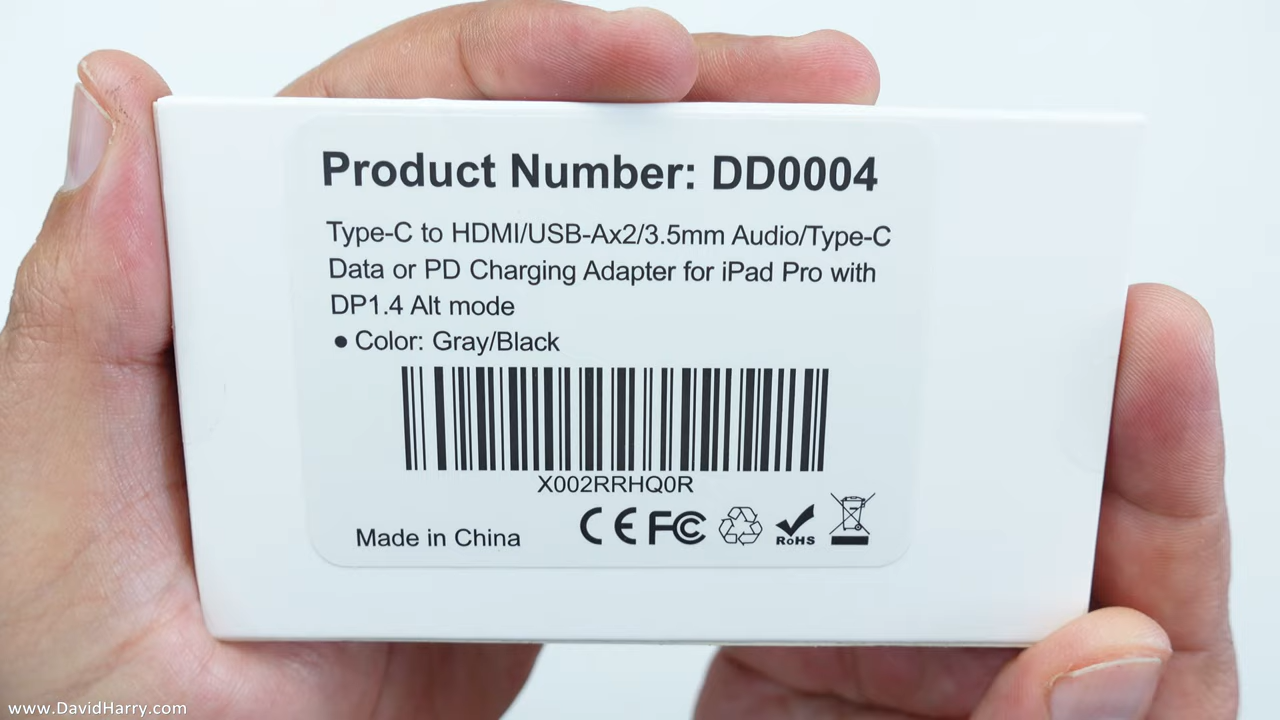 Product Number: DD0004
Type-C to HDMI/USB-Ax2/3.5mm Audio/Type-C
Data or PD Charging Adapter for iPad Pro with
DP1.4 Alt mode
● Color: Gray/Black
X002RRHQ0R
Made in China
CE FC
RoHS
www.DavidHarry.com